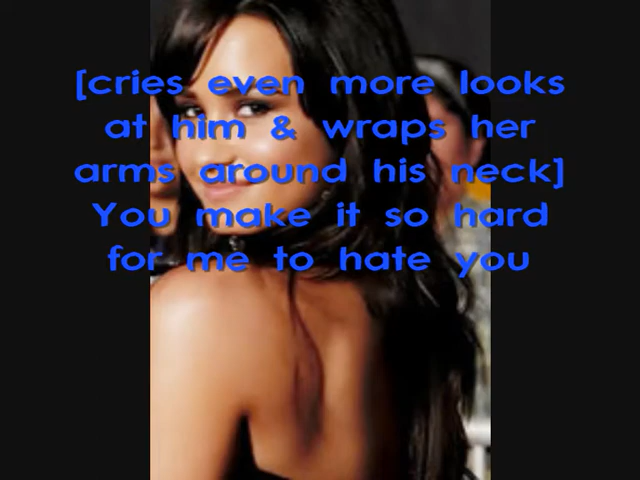 [cries even more looks
at him & wraps her
arms around his neck]
You make it so hard
for me to hate you